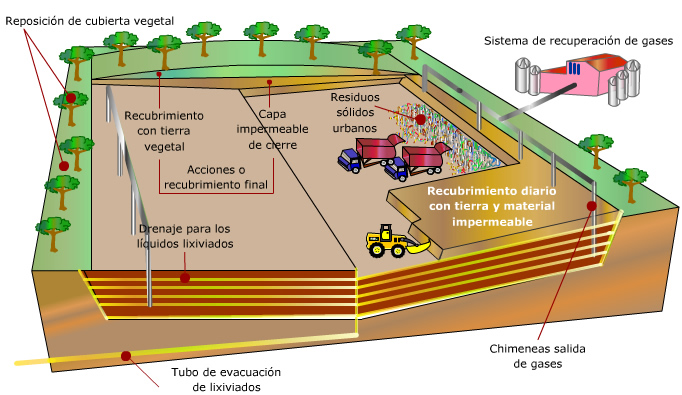 Reposición de cubierta vegetal
Sistema de recuperación de gases
Residuos
sólidos
urbanos
Recubrimiento
con tierra
vegetal
Capa
impermeable
de cierre
Acciones o
recubrimiento final
Recubrimiento diario
con tierra y material
impermeable
Drenaje para los
líquidos lixiviados
Chimeneas salida
de gases
Tubo de evacuación
de lixiviados